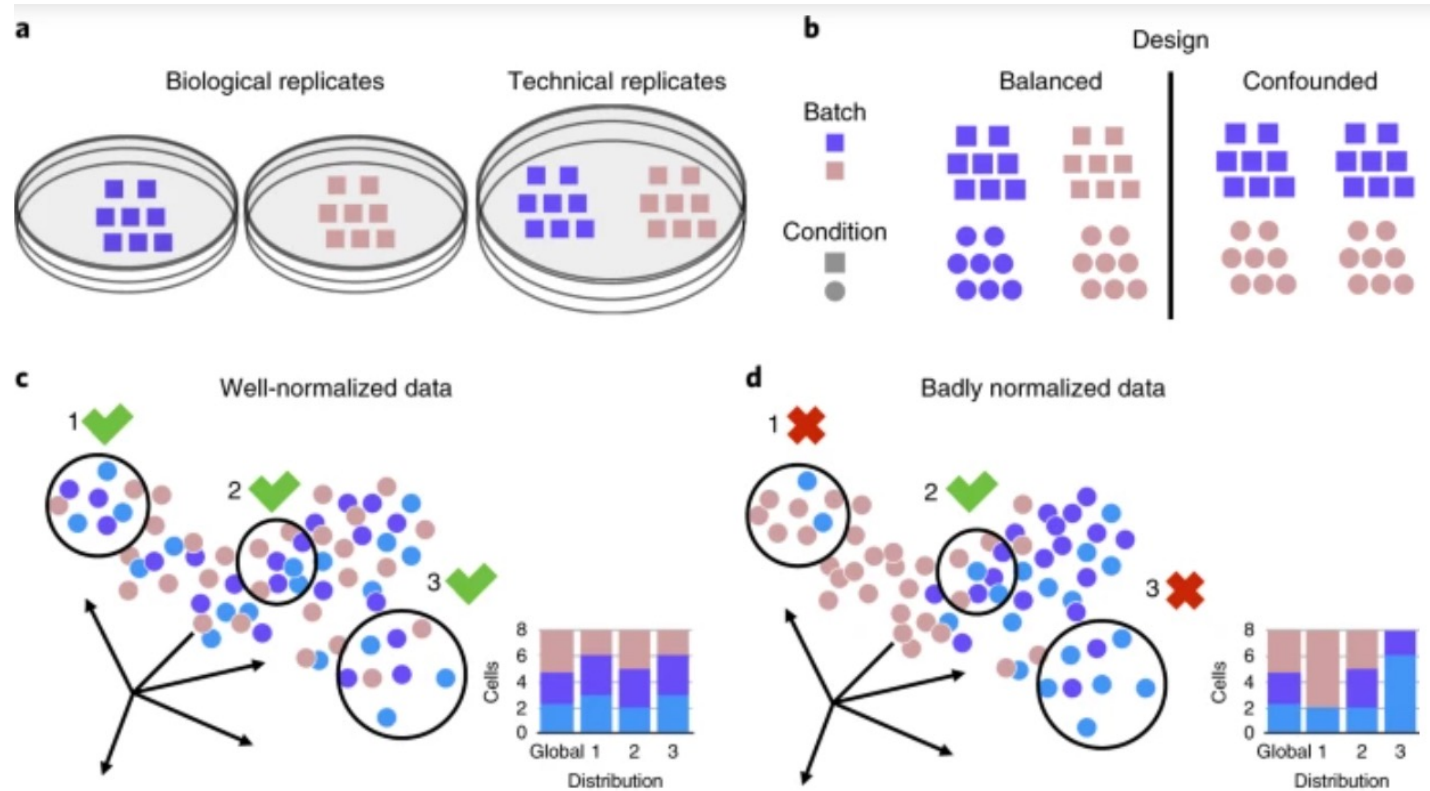 a
Biological replicates
Technical replicates
b
Design
Balanced
Confounded
Batch
Condition
c
Well-normalized data
1
2
3
8
6
4
2
0
Cells
Global 1 2 3
Distribution
d
Badly normalized data
1
2
3
8
6
4
2
0
Cells
Global 1 2 3
Distribution